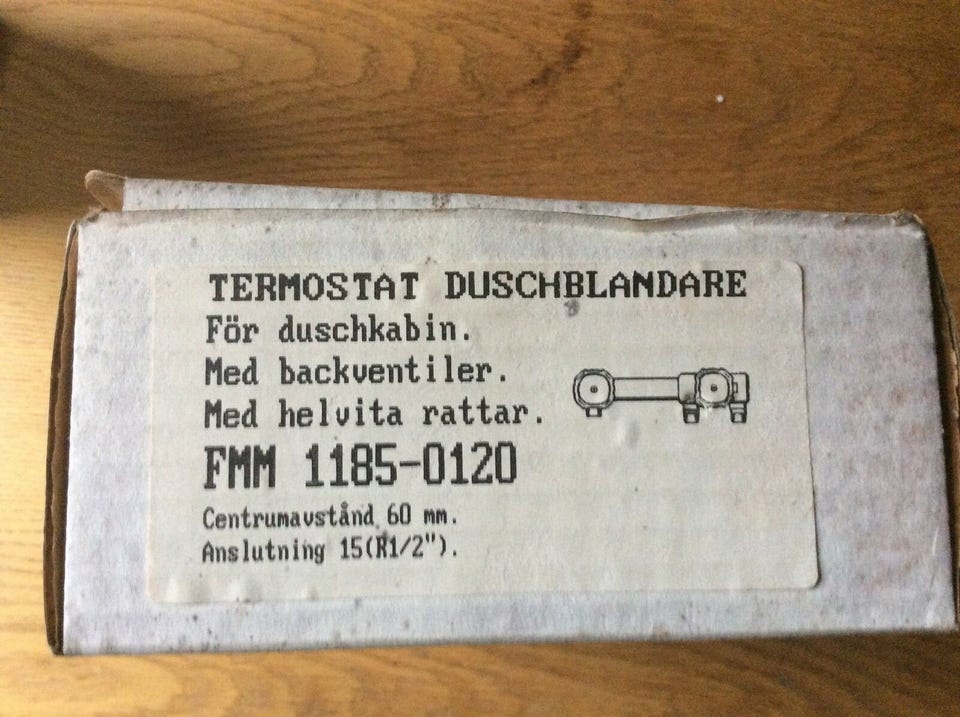 TERMOSTAT DUSCHBLANDARE
För duschkabin.
Med backventiler.
Med helvita rattar.
FMM 1185-0120
Centrumavstånd 60 mm.
Anslutning 15(R1/2").